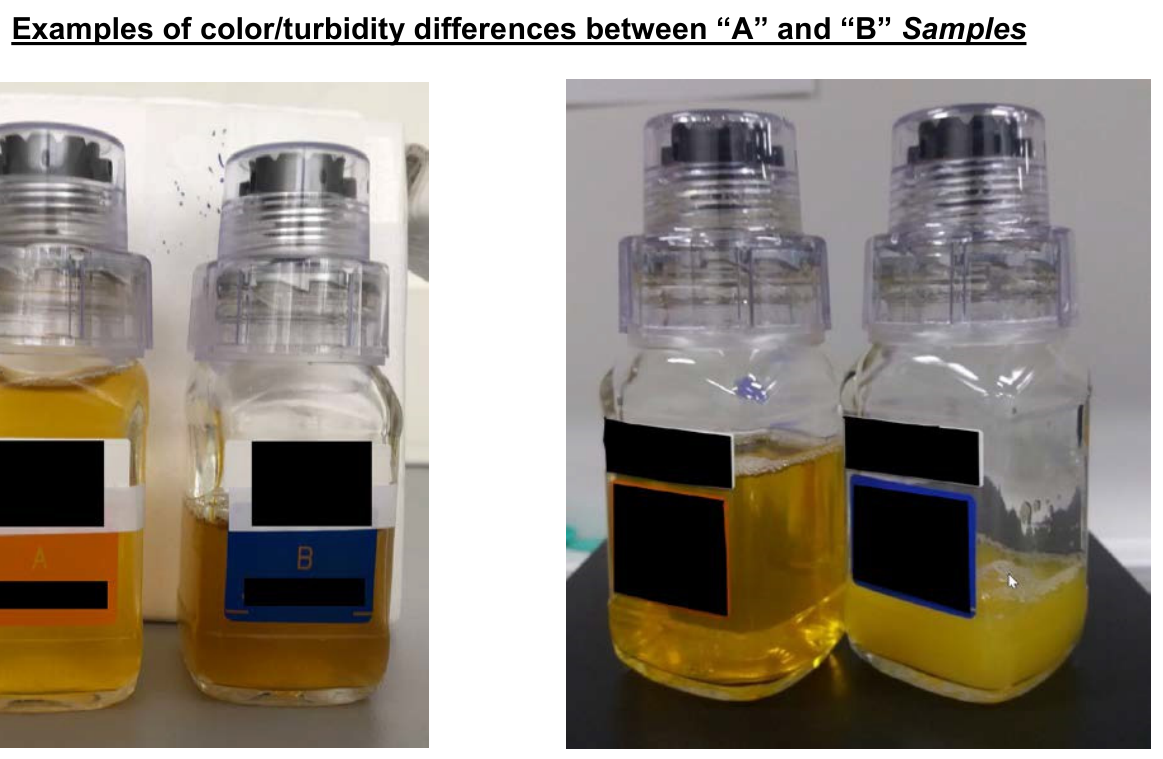 Examples of color/turbidity differences between “A” and “B” Samples
A
B